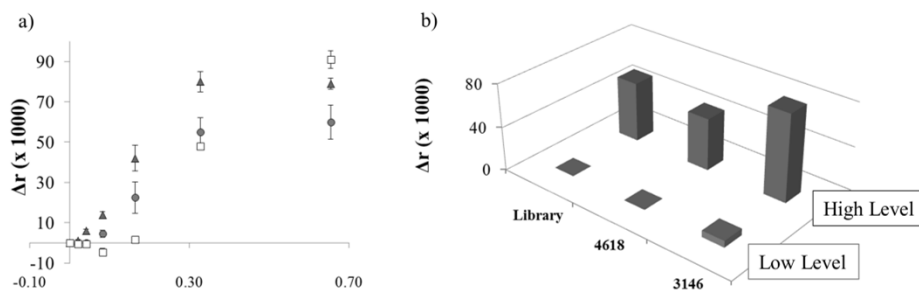 a)
Δr (x 1000)
90
70
50
30
10
-10
-0.10
0.30
0.70
b)
Δr (x 1000)
80
40
0
Library
4618
3146
High Level
Low Level